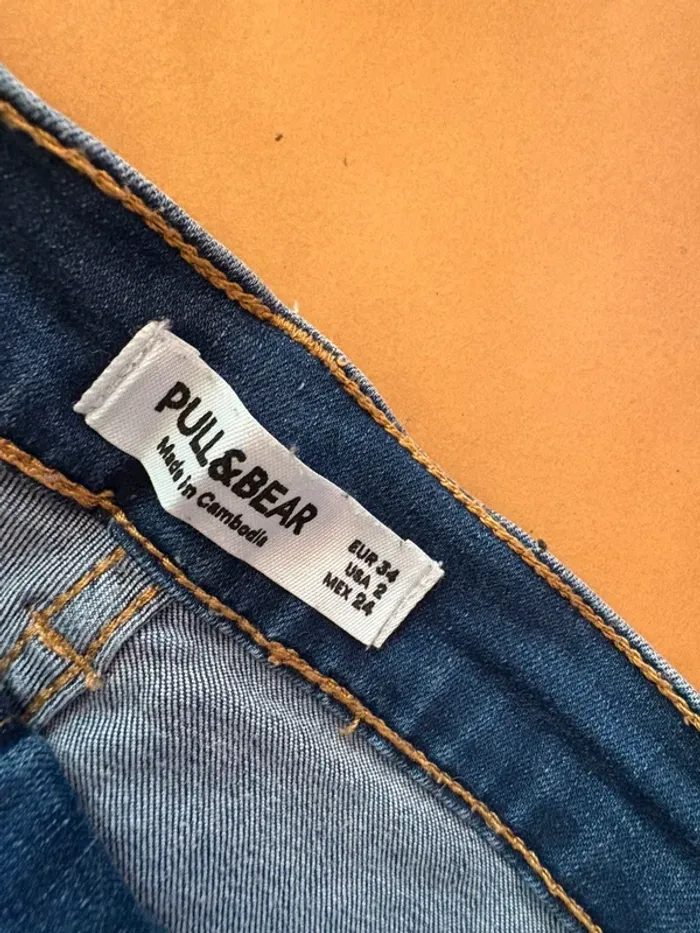 PULL&BEAR
Made in Cambodia
EUR 34
USA 2
MEX 24